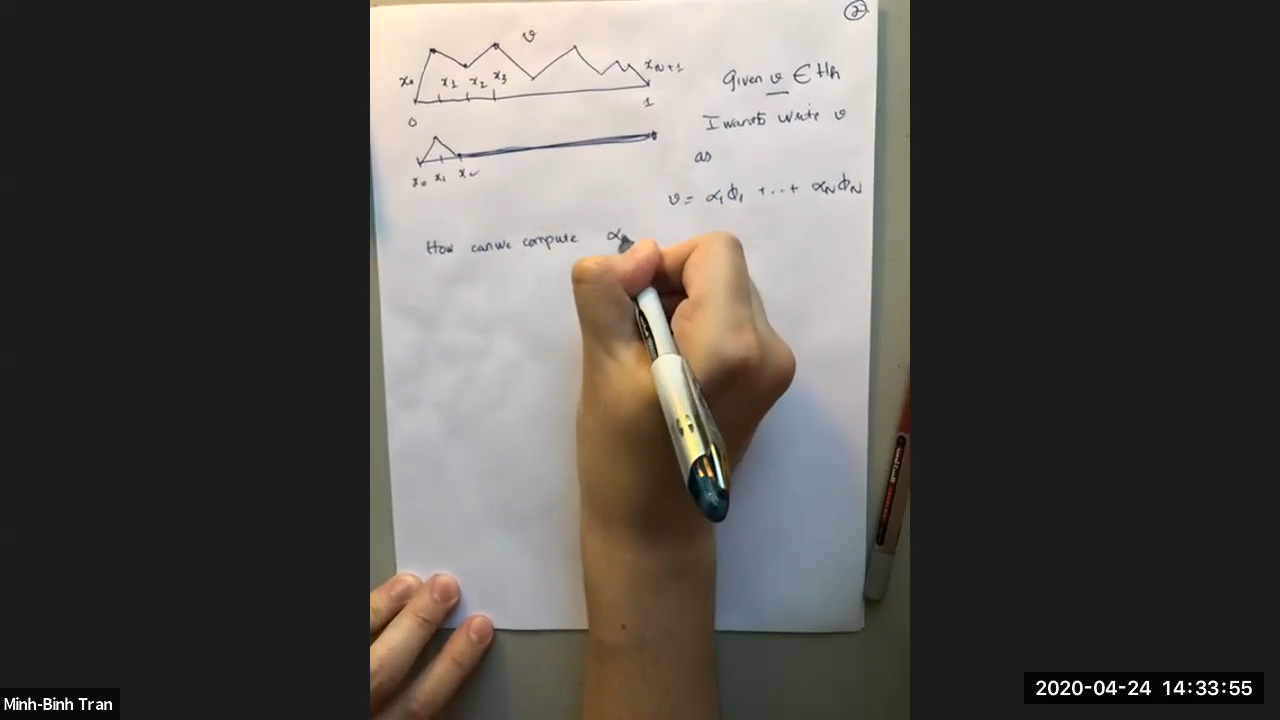 2
v
x₀ x₁ x₂ x₃ xN+1
0 1
x₀ x₁ x₂
Given v ∈ Hh
I want to write v
as
v = α₁ϕ₁ + ... + αNϕN
How can we compute α
Minh-Binh Tran
2020-04-24 14:33:55